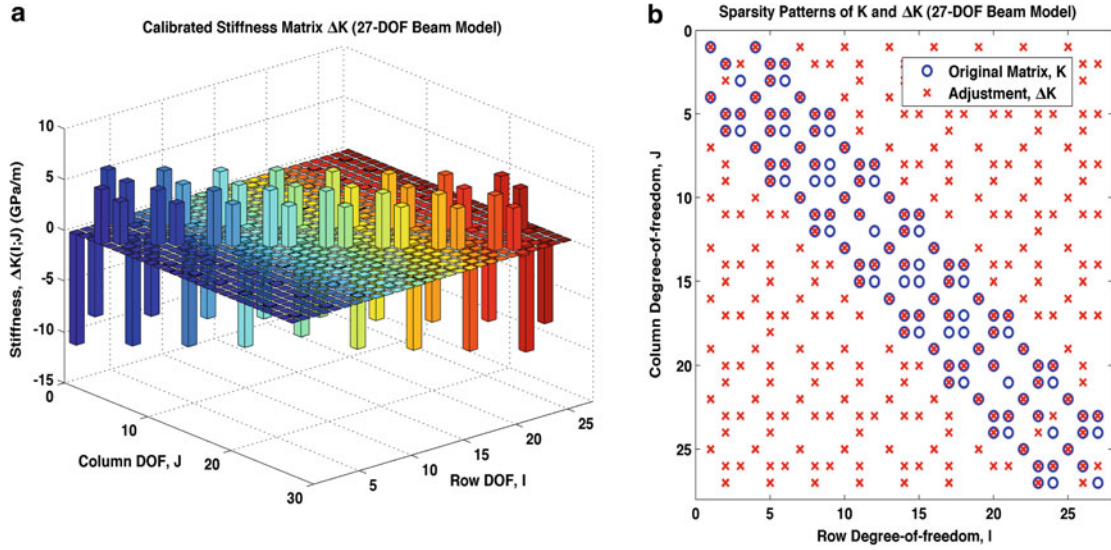 a
Calibrated Stiffness Matrix ΔK (27-DOF Beam Model)
Stiffness, ΔK(I;J) (GPa/m)
10
5
0
−5
−10
−15
0
10
20
30
Column DOF, J
5
10
15
20
25
Row DOF, I
b
Sparsity Patterns of K and ΔK (27-DOF Beam Model)
Original Matrix, K
Adjustment, ΔK
Column Degree-of-freedom, J
0
5
10
15
20
25
0
5
10
15
20
25
Row Degree-of-freedom, I